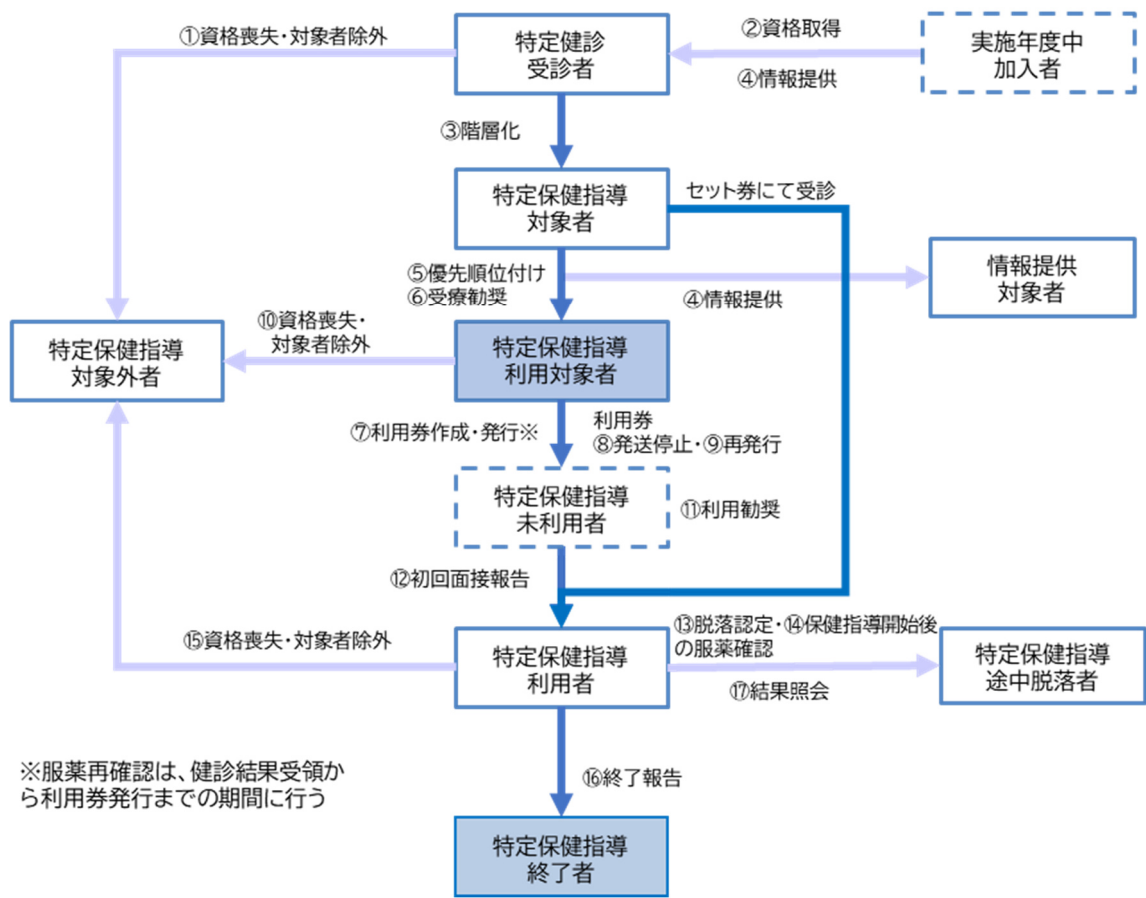 ①資格喪失・対象者除外
特定健診
受診者
②資格取得
④情報提供
実施年度中
加入者
③階層化
特定保健指導
対象者
セット券にて受診
⑤優先順位付け
⑥受療勧奨
④情報提供
情報提供
対象者
特定保健指導
対象外者
⑩資格喪失・
対象者除外
特定保健指導
利用対象者
⑦利用券作成・発行※
利用券
⑧発送停止・⑨再発行
特定保健指導
未利用者
⑪利用勧奨
⑫初回面接報告
⑮資格喪失・対象者除外
特定保健指導
利用者
⑬脱落認定・⑭保健指導開始後
の服薬確認
⑰結果照会
特定保健指導
途中脱落者
※服薬再確認は、健診結果受領か
ら利用券発行までの期間に行う
⑯終了報告
特定保健指導
終了者